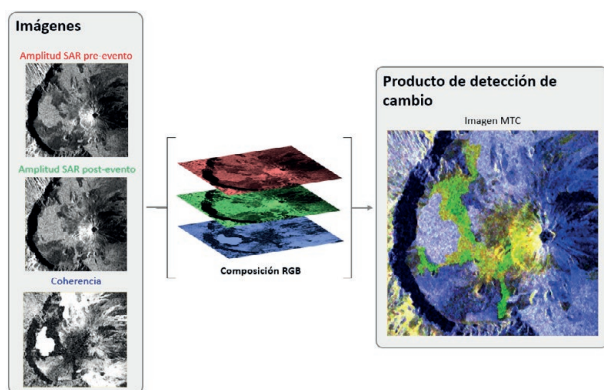 Imágenes
Amplitud SAR pre-evento
Amplitud SAR post-evento
Coherencia
Composición RGB
Producto de detección de
cambio
Imagen MTC